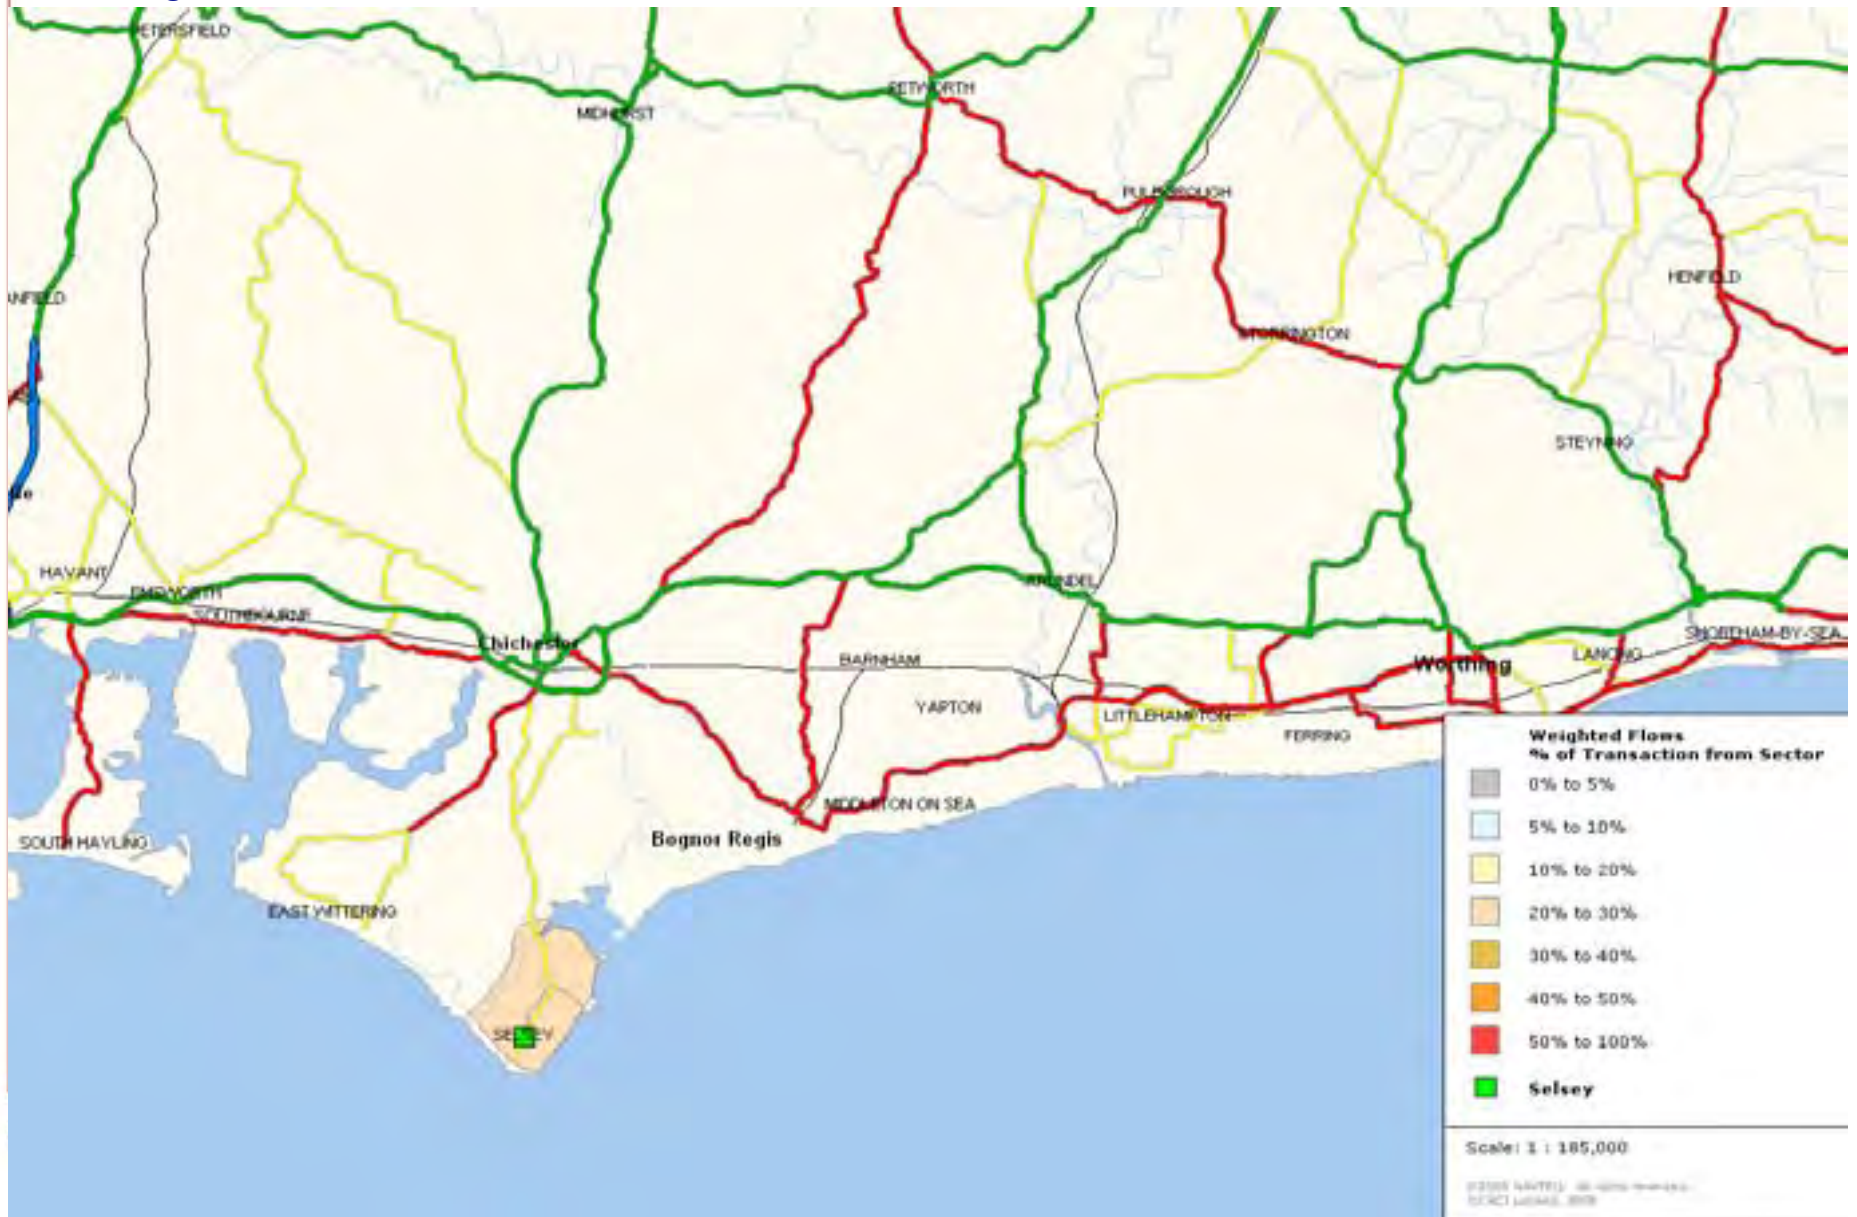 PETERSFIELD
MIDHURST
PETWORTH
PULBOROUGH
ANFIELD
HENFIELD
STORRINGTON
STEYNING
HAVANT
EMSWORTH
SOUTHBOURNE
ARUNDEL
Chichester
BARNHAM
Worthing
LANCING
SHOREHAM-BY-SEA
YAPTON
LITTLEHAMPTON
FERRING
MIDDLETON ON SEA
SOUTH HAYLING
Bognor Regis
EAST WITTERING
SELSEY
Weighted Flows
% of Transaction from Sector
0% to 5%
5% to 10%
10% to 20%
20% to 30%
30% to 40%
40% to 50%
50% to 100%
Selsey
Scale: 1 : 185,000